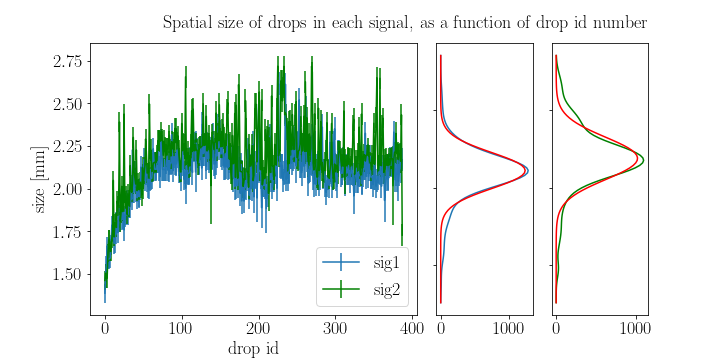 Spatial size of drops in each signal, as a function of drop id number
size [mm]
2.75
2.50
2.25
2.00
1.75
1.50
sig1
sig2
0 100 200 300 400
0 1000
0 1000
drop id